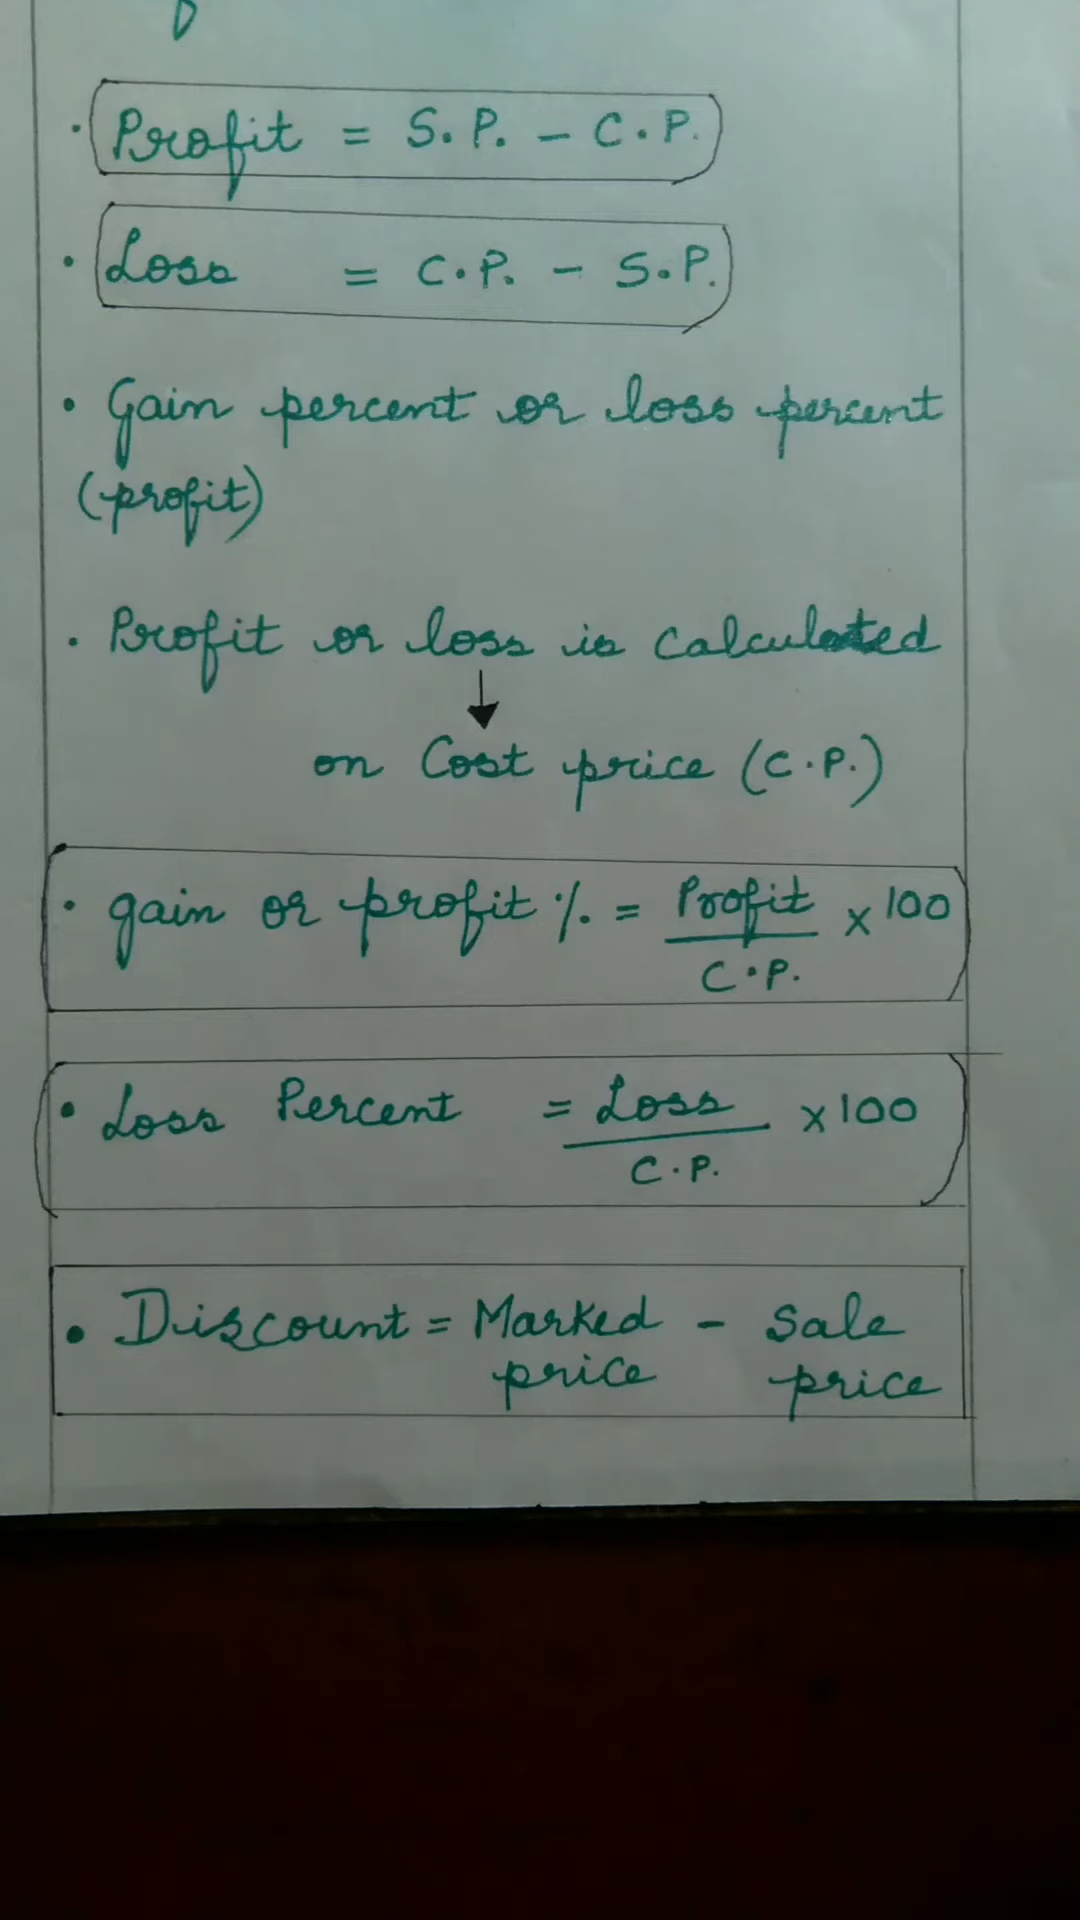 • Profit = S.P. - C.P.
• Loss = C.P. - S.P.
• Gain percent or loss percent
(profit)
• Profit or loss is calculated
on Cost price (C.P.)
• gain or profit % = Profit × 100
C.P.
• Loss Percent = Loss × 100
C.P.
• Discount = Marked - Sale
price price